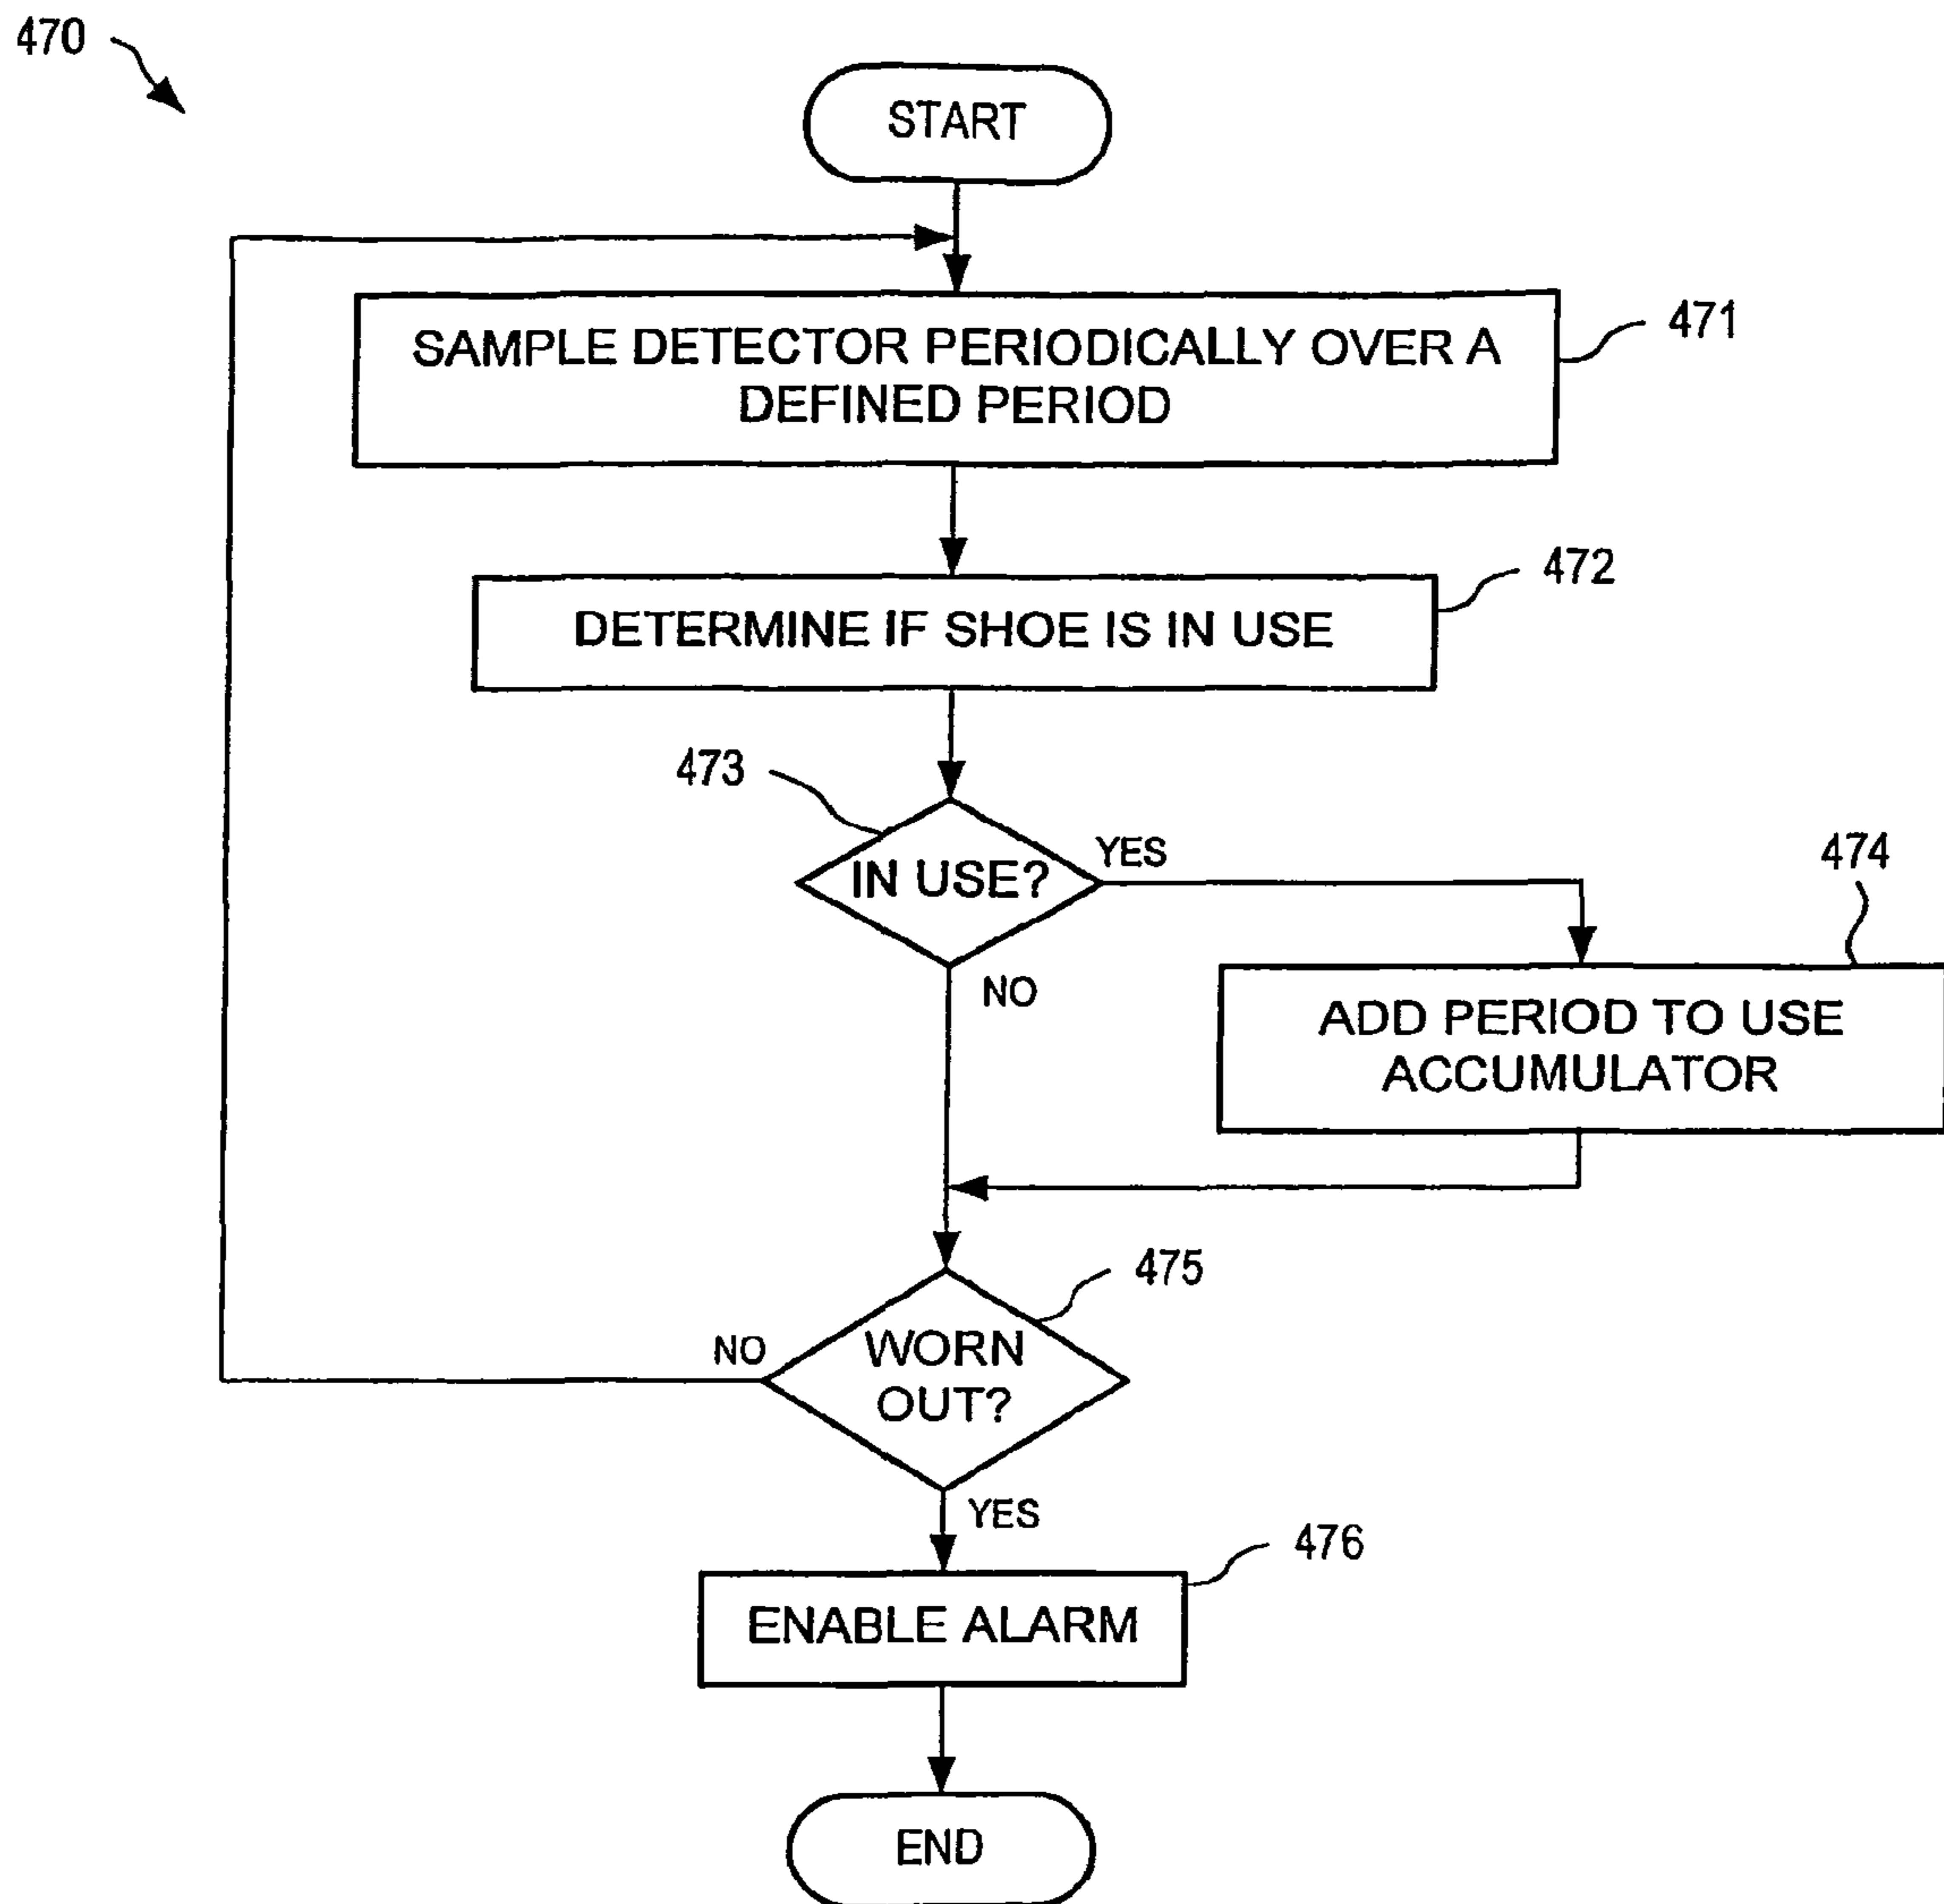 470
START
SAMPLE DETECTOR PERIODICALLY OVER A
DEFINED PERIOD
471
DETERMINE IF SHOE IS IN USE
472
473
IN USE?
YES
NO
474
ADD PERIOD TO USE
ACCUMULATOR
475
WORN
OUT?
NO
YES
476
ENABLE ALARM
END